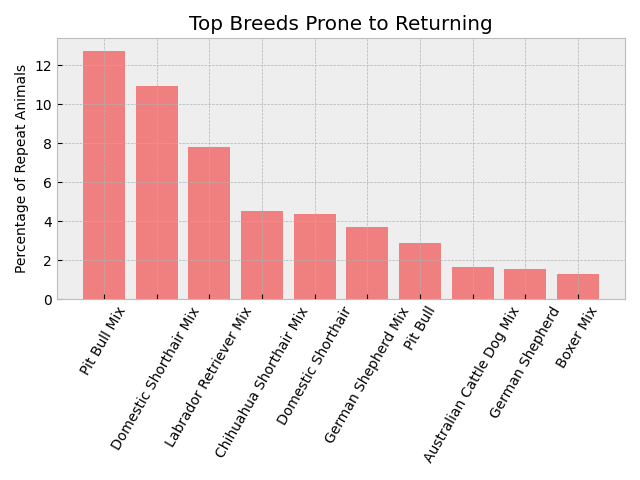 Top Breeds Prone to Returning
Percentage of Repeat Animals
12
10
8
6
4
2
0
Pit Bull Mix
Domestic Shorthair Mix
Labrador Retriever Mix
Chihuahua Shorthair Mix
Domestic Shorthair
German Shepherd Mix
Pit Bull
Australian Cattle Dog Mix
German Shepherd
Boxer Mix